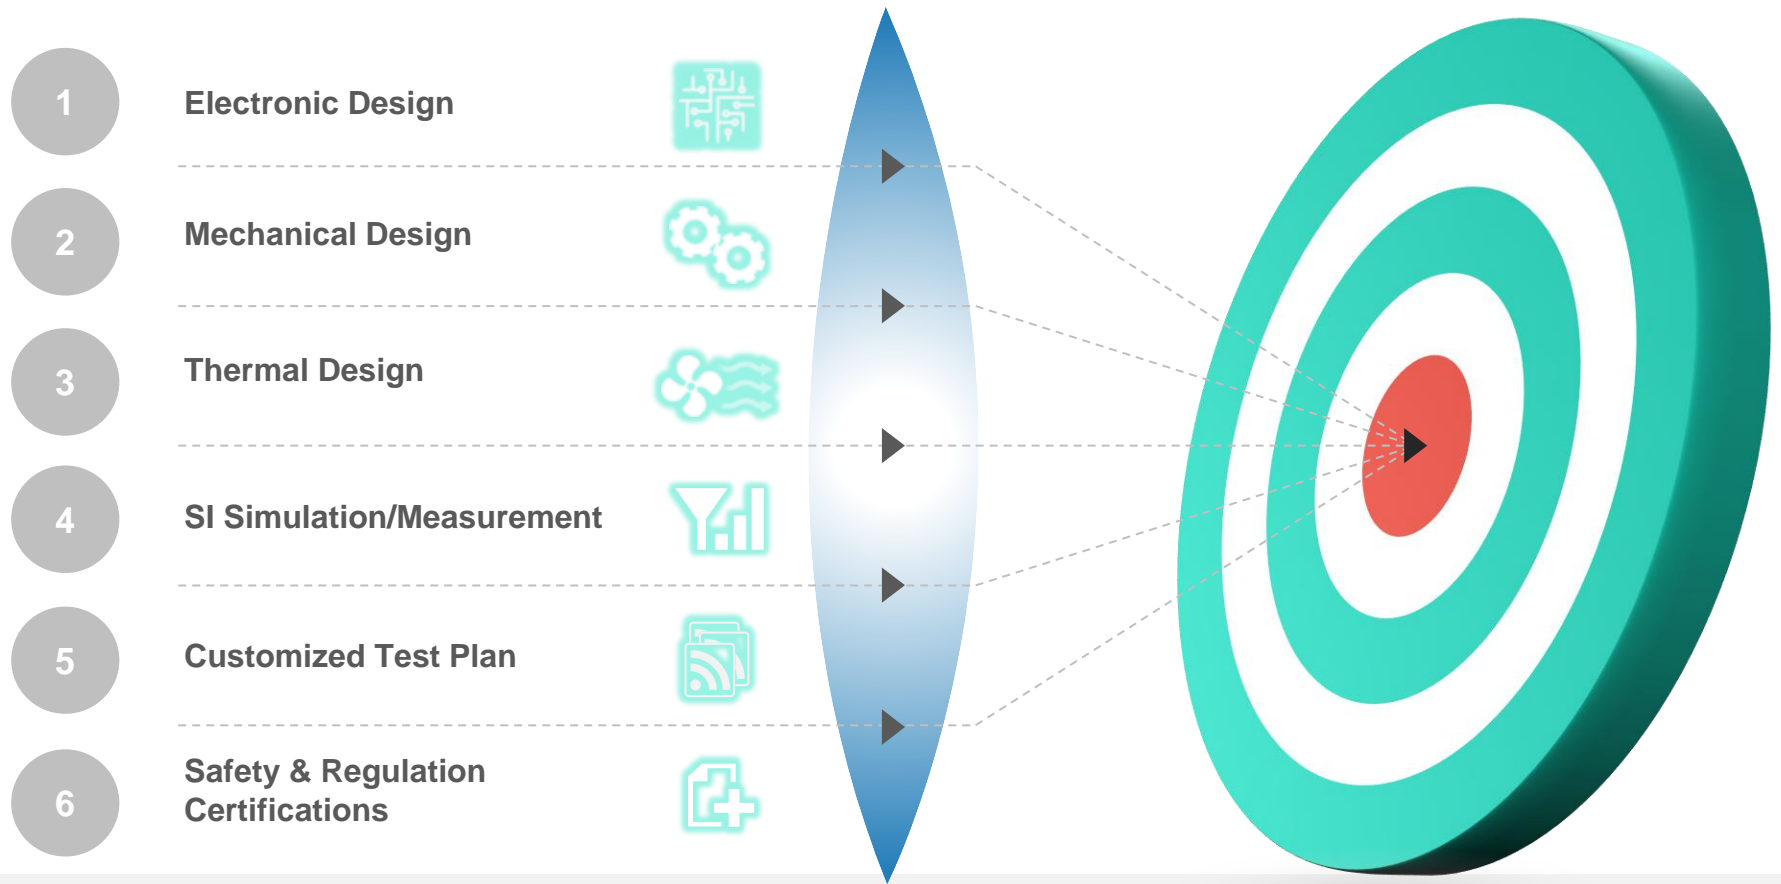 1
Electronic Design
2
Mechanical Design
3
Thermal Design
4
SI Simulation/Measurement
5
Customized Test Plan
6
Safety & Regulation
Certifications